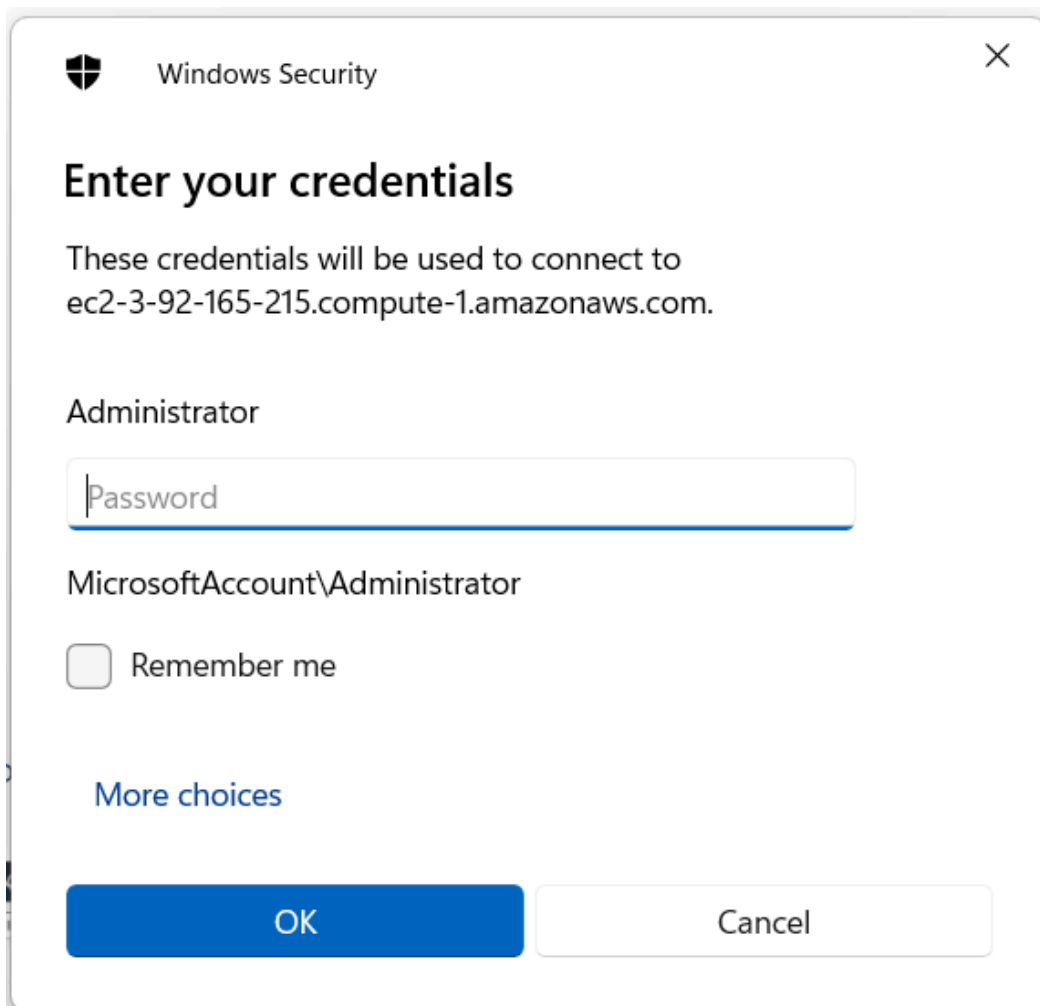 Windows Security
Enter your credentials
These credentials will be used to connect to
ec2-3-92-165-215.compute-1.amazonaws.com.
Administrator
Password
MicrosoftAccount\Administrator
Remember me
More choices
OK
Cancel